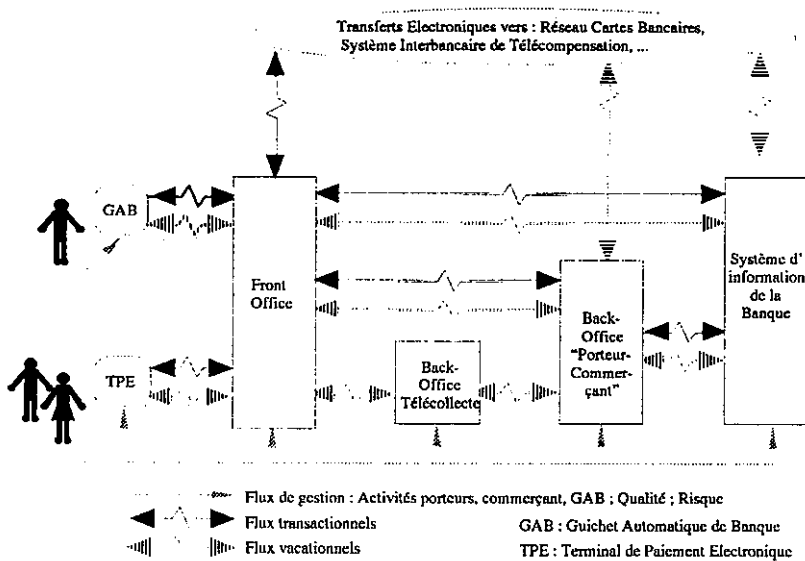 Transferts Electroniques vers : Réseau Cartes Bancaires,
Système Interbancaire de Télécompensation, ...
GAB
Front
Office
Système d'
information
de la
Banque
Back-
Office
"Porteur-
Commer-
çant"
TPE
Back-
Office
Télécollecte
Flux de gestion : Activités porteurs, commerçant, GAB ; Qualité ; Risque
Flux transactionnels
GAB : Guichet Automatique de Banque
Flux vacationnels
TPE : Terminal de Paiement Electronique